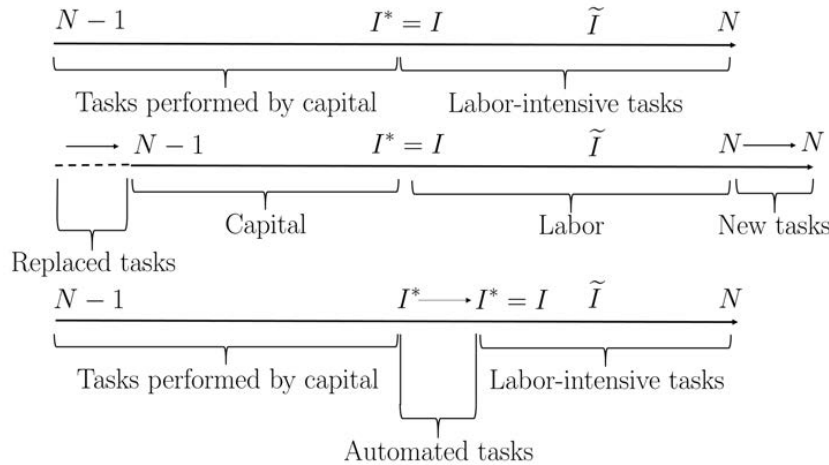 N − 1 I* = I Ĩ N
Tasks performed by capital Labor-intensive tasks
N − 1 I* = I Ĩ N ⟶ N
Capital Labor New tasks
Replaced tasks
N − 1 I* ⟶ I* = I Ĩ N
Tasks performed by capital Labor-intensive tasks
Automated tasks